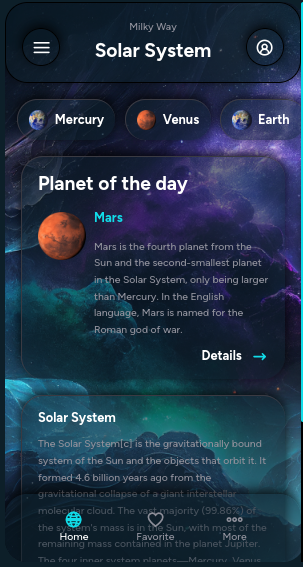 Milky Way
Solar System
Mercury
Venus
Earth
Planet of the day
Mars
Mars is the fourth planet from the
Sun and the second-smallest planet
in the Solar System, only being larger
than Mercury. In the English
language, Mars is named for the
Roman god of war.
Details
Solar System
The Solar System[c] is the gravitationally bound
system of the Sun and the objects that orbit it. It
formed 4.6 billion years ago from the
gravitational collapse of a giant interstellar
molecular cloud. The vast majority (99.86%) of
the system's mass is in the Sun, with most of the
remaining mass contained in the planet Jupiter.
The four inner system planets—Mercury, Venus,
Home
Favorite
More